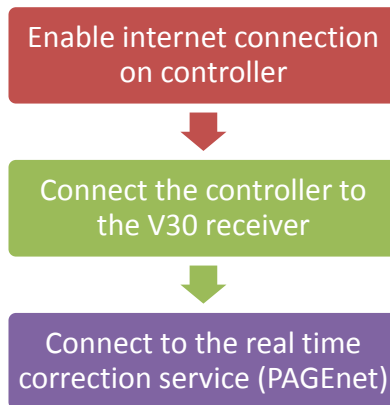 Enable internet connection
on controller
Connect the controller to
the V30 receiver
Connect to the real time
correction service (PAGEnet)